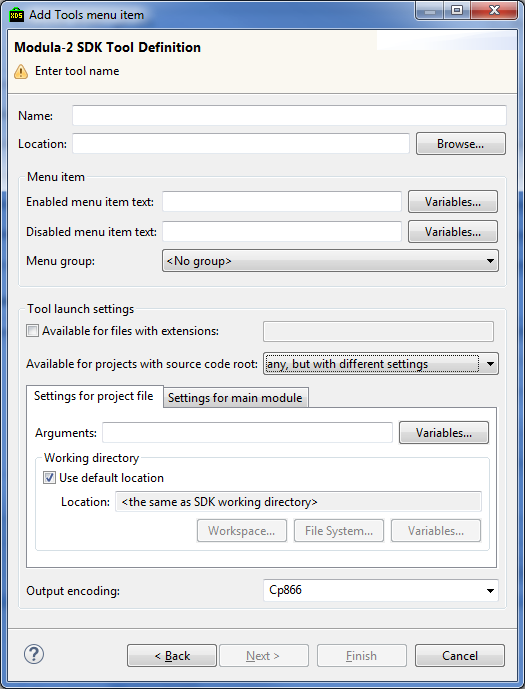 XDS Add Tools menu item
Modula-2 SDK Tool Definition
Enter tool name
Name:
Location: Browse...
Menu item
Enabled menu item text: Variables...
Disabled menu item text: Variables...
Menu group: <No group>
Tool launch settings
Available for files with extensions:
Available for projects with source code root: any, but with different settings
Settings for project file Settings for main module
Arguments: Variables...
Working directory
Use default location
Location: <the same as SDK working directory>
Workspace... File System... Variables...
Output encoding: Cp866
? < Back Next > Finish Cancel